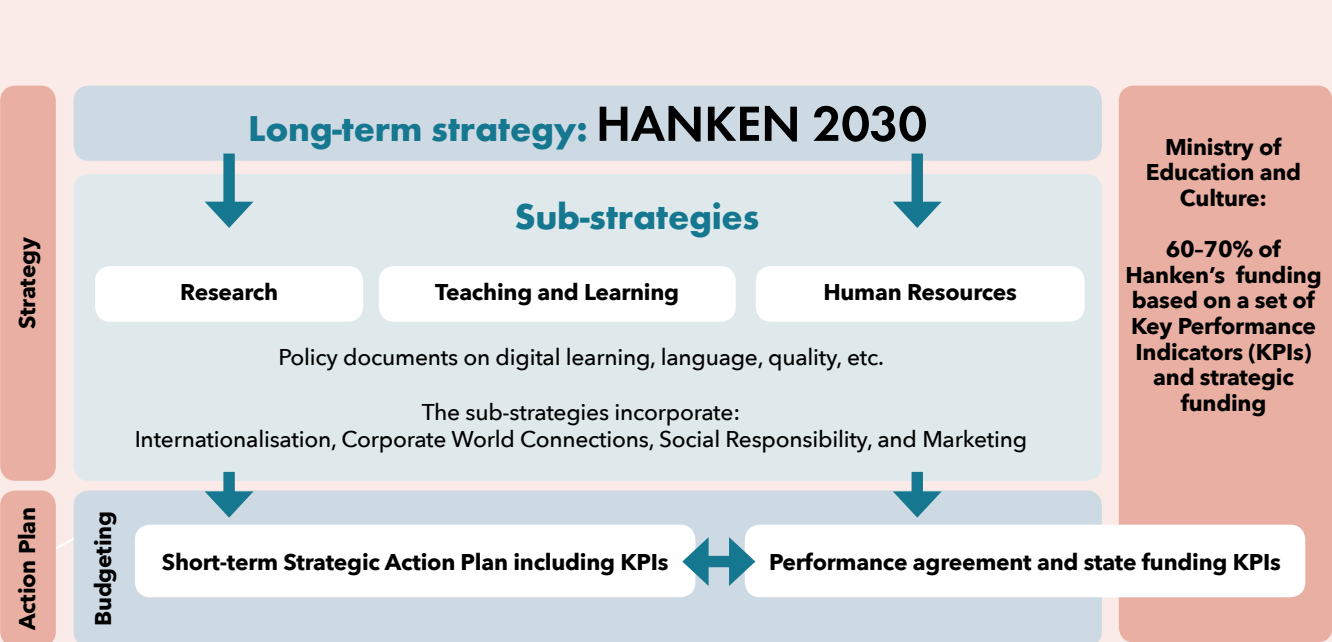 Long-term strategy: HANKEN 2030
Strategy
Sub-strategies
Research
Teaching and Learning
Human Resources
Policy documents on digital learning, language, quality, etc.
The sub-strategies incorporate:
Internationalisation, Corporate World Connections, Social Responsibility, and Marketing
Ministry of
Education and
Culture:
60–70% of
Hanken's funding
based on a set of
Key Performance
Indicators (KPIs)
and strategic
funding
Action Plan
Budgeting
Short-term Strategic Action Plan including KPIs
Performance agreement and state funding KPIs